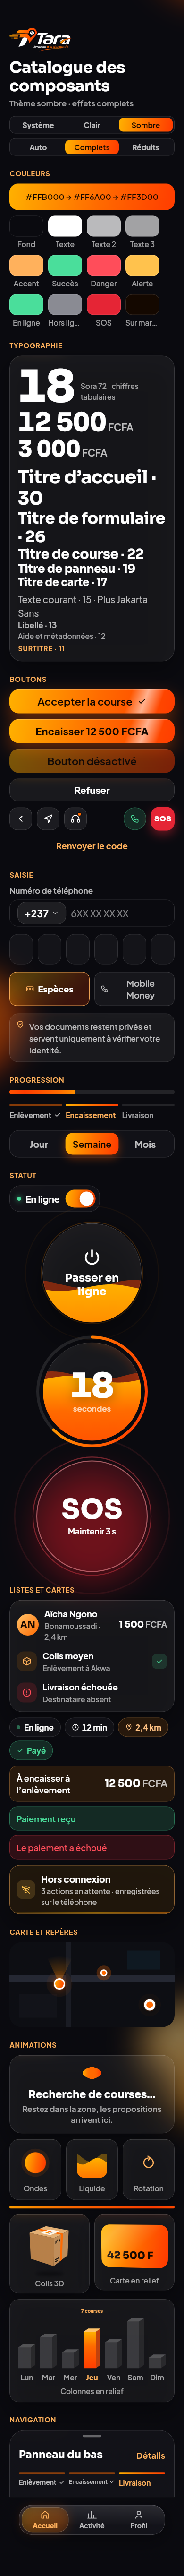 Tara
Catalogue des
composants
Thème sombre · effets complets
Système Clair Sombre
Auto Complets Réduits
COULEURS
#FFB000 → #FF6A00 → #FF3D00
Fond Texte Texte 2 Texte 3
Accent Succès Danger Alerte
En ligne Hors lig... SOS Sur mar...
TYPOGRAPHIE
18 Sora 72 · chiffres
tabulaires
12 500 FCFA
3 000 FCFA
Titre d’accueil ·
30
Titre de formulaire
· 26
Titre de course · 22
Titre de panneau · 19
Titre de carte · 17
Texte courant · 15 · Plus Jakarta
Sans
Libellé · 13
Aide et métadonnées · 12
SURTITRE · 11
BOUTONS
Accepter la course
Encaisser 12 500 FCFA
Bouton désactivé
Refuser
SOS
Renvoyer le code
SAISIE
Numéro de téléphone
+237 6XX XX XX XX
Espèces
Mobile
Money
Vos documents restent privés et
servent uniquement à vérifier votre
identité.
PROGRESSION
Enlèvement Encaissement Livraison
Jour Semaine Mois
STATUT
En ligne
Passer en
ligne
18
secondes
SOS
Maintenir 3 s
LISTES ET CARTES
AN
Aïcha Ngono
Bonamoussadi ·
2,4 km
1 500 FCFA
Colis moyen
Enlèvement à Akwa
Livraison échouée
Destinataire absent
En ligne 12 min 2,4 km
Payé
À encaisser à
l’enlèvement
12 500 FCFA
Paiement reçu
Le paiement a échoué
Hors connexion
3 actions en attente · enregistrées
sur le téléphone
CARTE ET REPÈRES
ANIMATIONS
Recherche de courses...
Restez dans la zone, les propositions
arrivent ici.
Ondes Liquide Rotation
Colis 3D
42 500 F
Carte en relief
7 courses
Lun Mar Mer Jeu Ven Sam Dim
Colonnes en relief
NAVIGATION
Panneau du bas Détails
Enlèvement Encaissement Livraison
Accueil Activité Profil